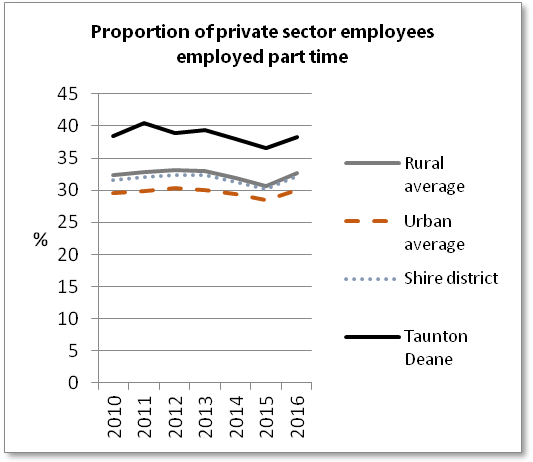 Proportion of private sector employees
employed part time
45
40
35
30
25
20
15
10
5
0
%
2010
2011
2012
2013
2014
2015
2016
Rural
average
Urban
average
Shire district
Taunton
Deane